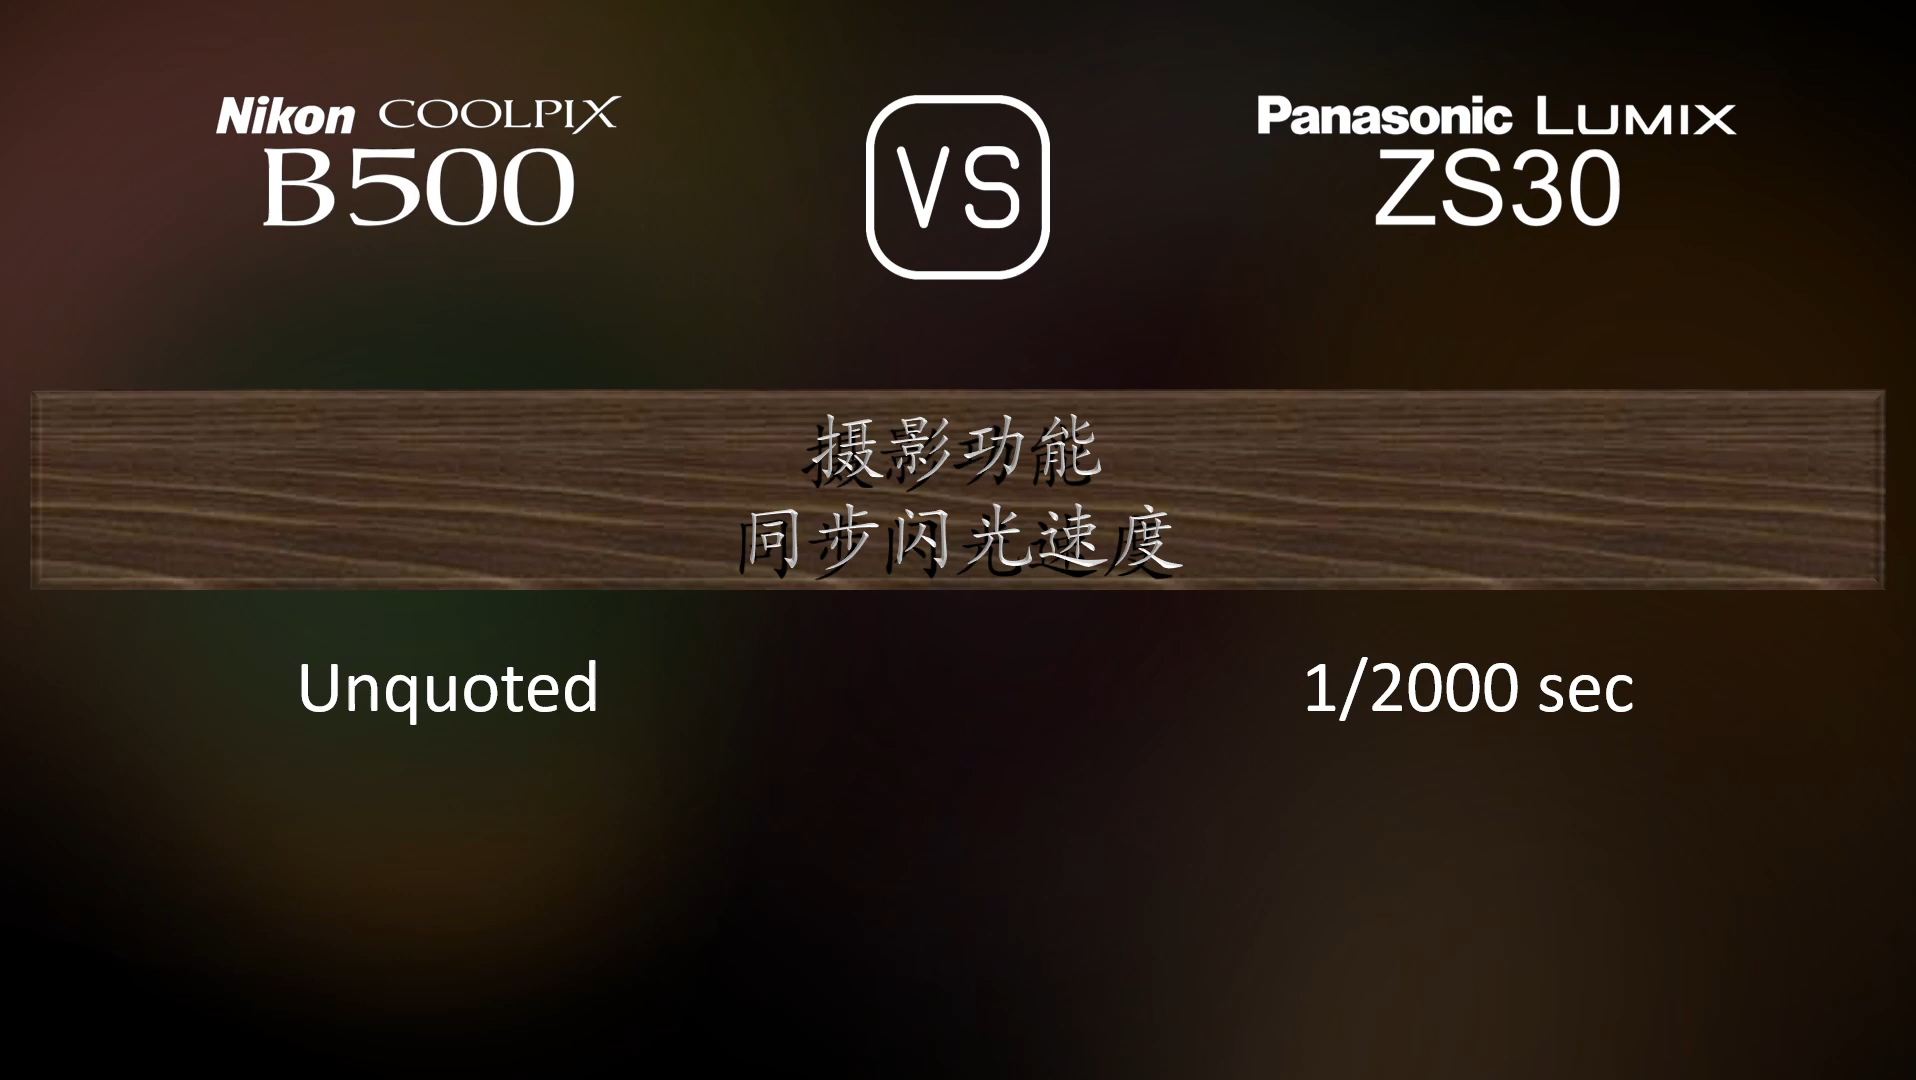 Nikon COOLPIX
B500
VS
Panasonic LUMIX
ZS30
摄影功能
同步闪光速度
Unquoted
1/2000 sec